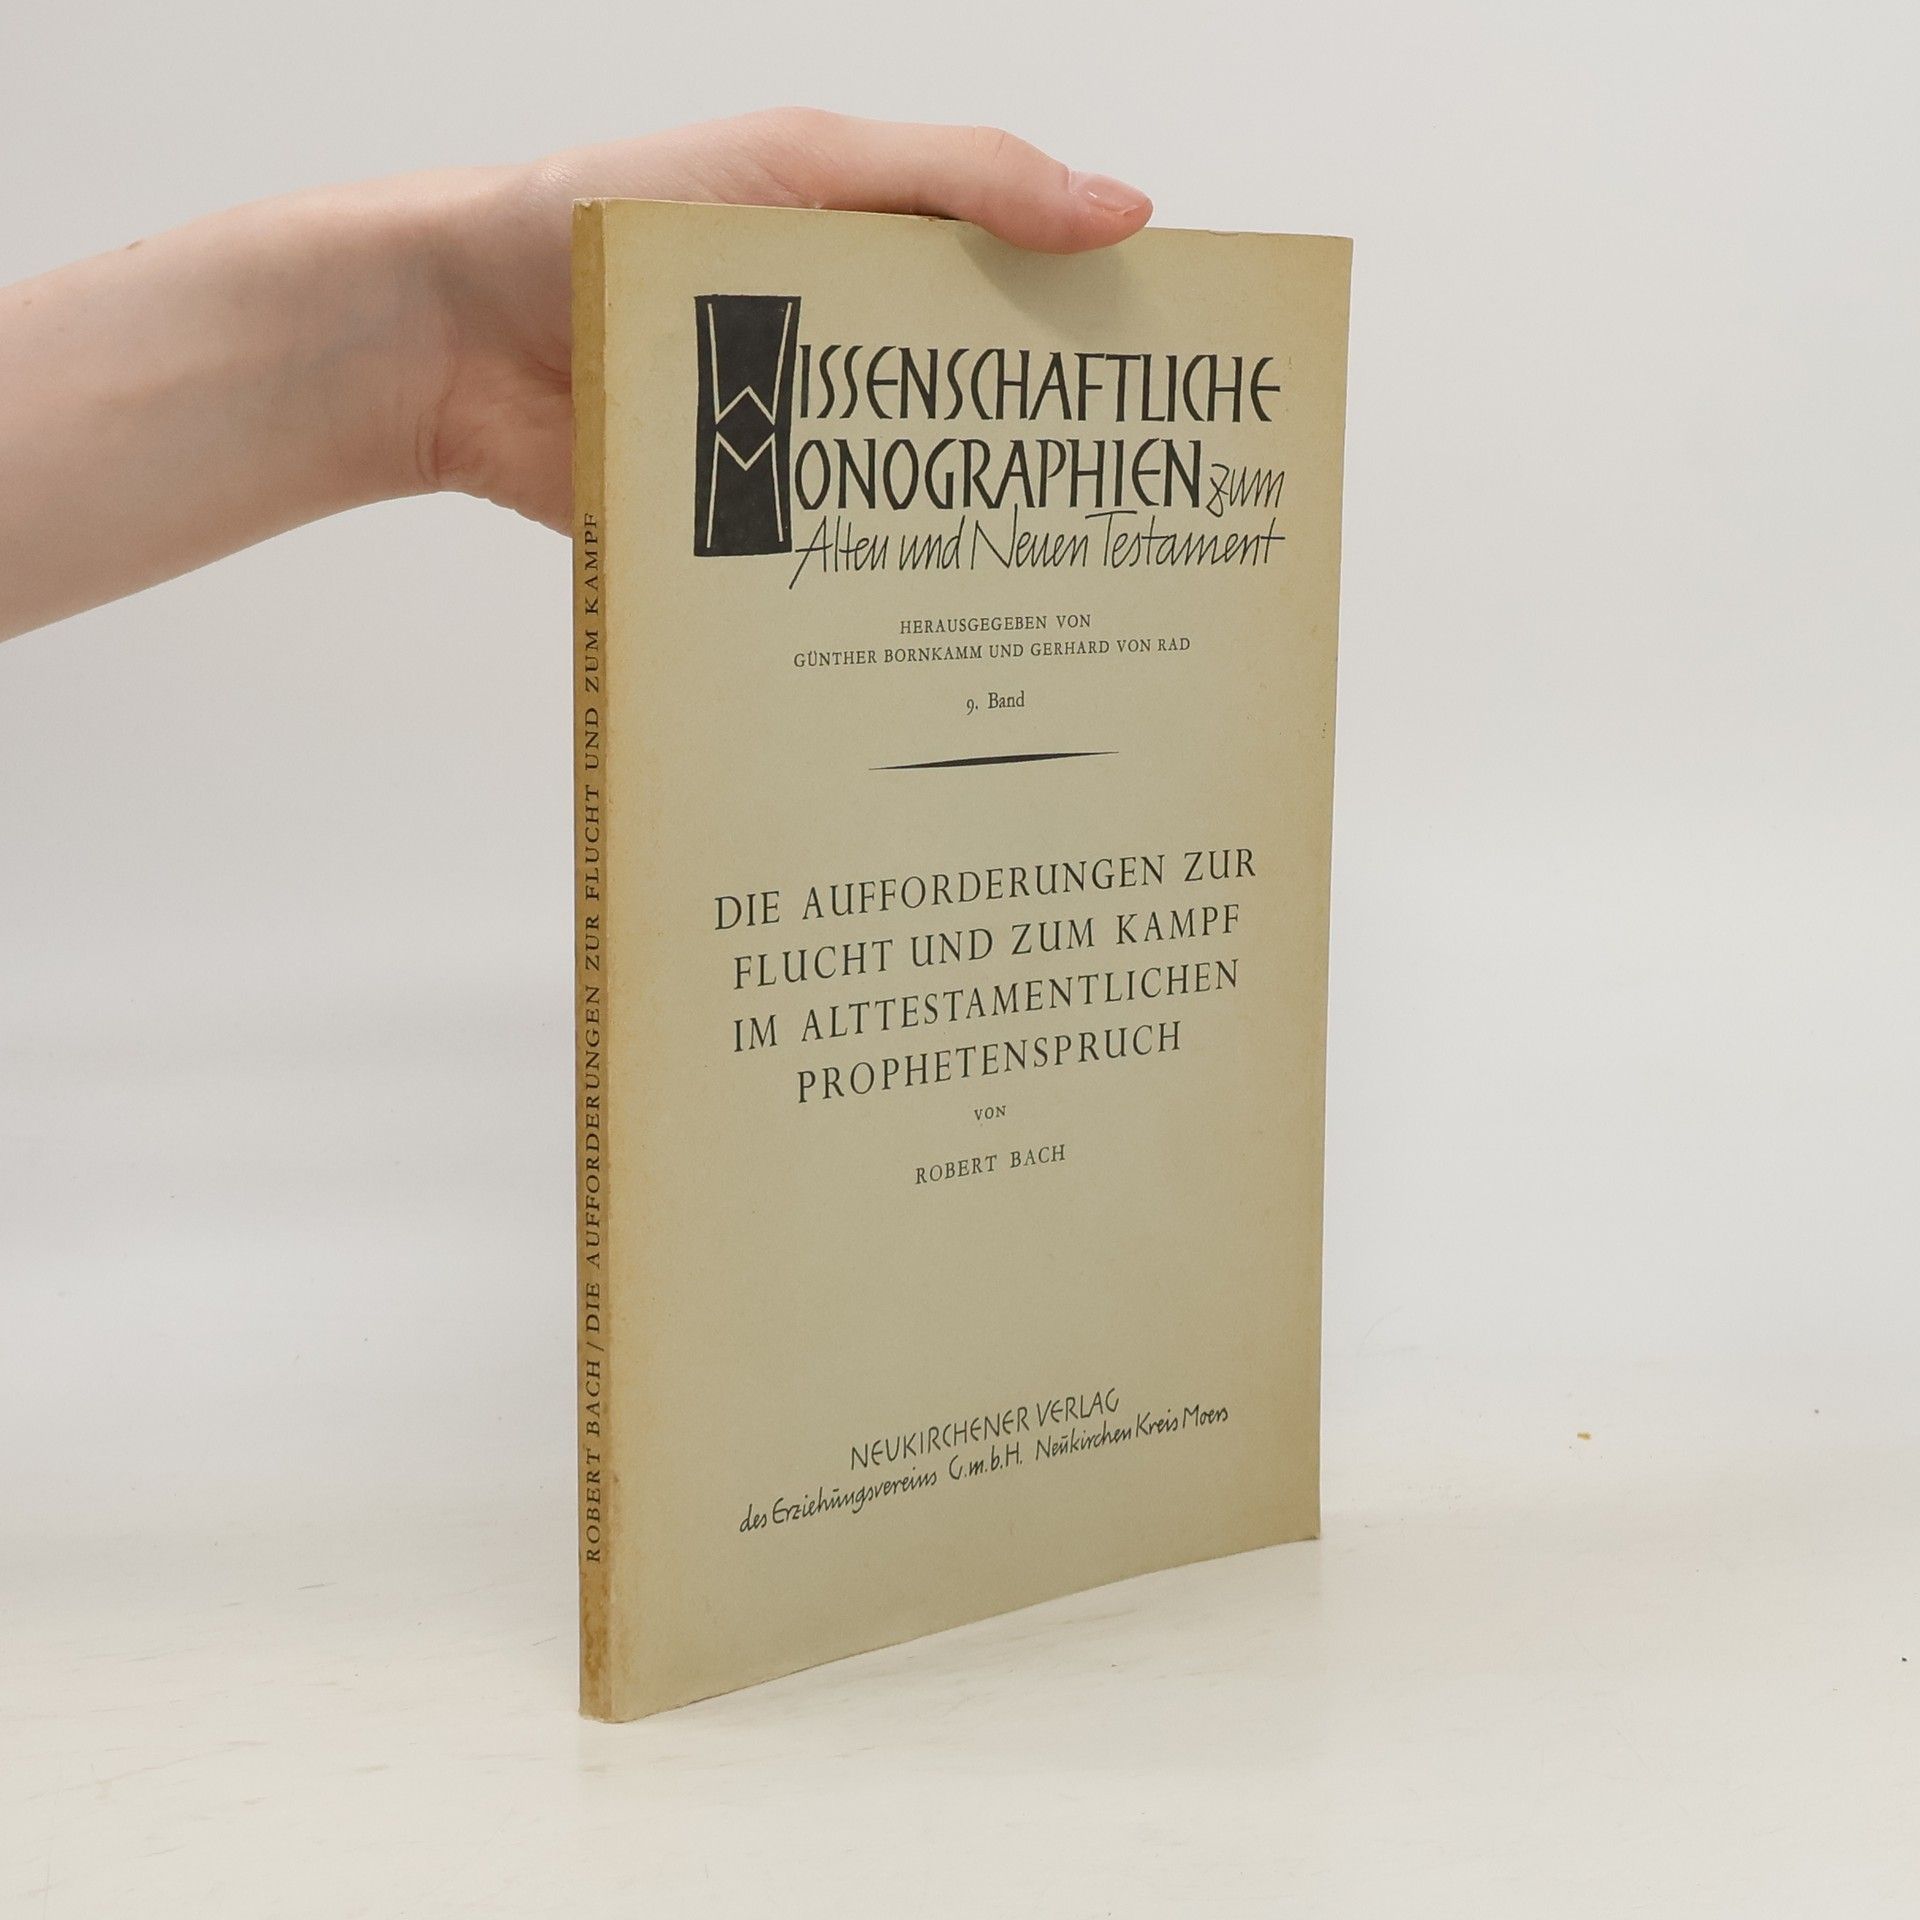 WISSENSCHAFTLICHE
MONOGRAPHIEN zum
Alten und Neuen Testament
HERAUSGEGEBEN VON
GÜNTHER BORNKAMM UND GERHARD VON RAD
9. Band
DIE AUFFORDERUNGEN ZUR
FLUCHT UND ZUM KAMPF
IM ALTTESTAMENTLICHEN
PROPHETENSPRUCH
VON
ROBERT BACH
NEUKIRCHENER VERLAG
des Erziehungsvereins G.m.b.H. Neukirchen Kreis Moers
ROBERT BACH / DIE AUFFORDERUNGEN ZUR FLUCHT UND ZUM KAMPF